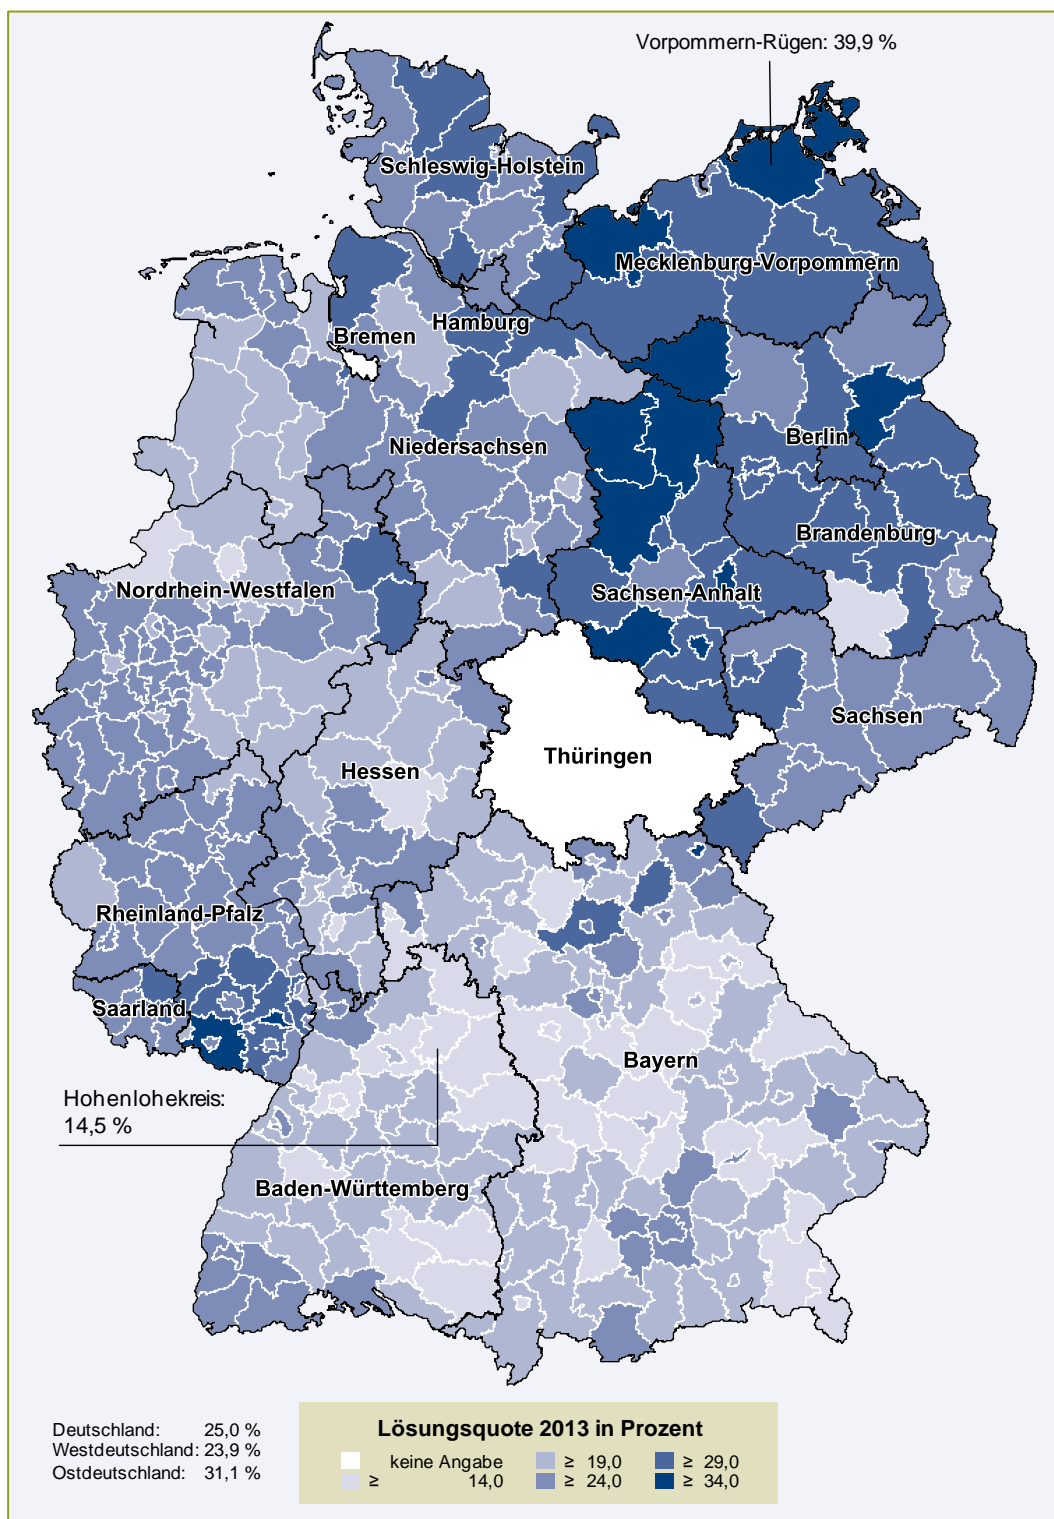 Vorpommern-Rügen: 39,9 %
Schleswig-Holstein
Mecklenburg-Vorpommern
Hamburg
Bremen
Niedersachsen
Berlin
Brandenburg
Nordrhein-Westfalen
Sachsen-Anhalt
Sachsen
Thüringen
Hessen
Rheinland-Pfalz
Saarland
Bayern
Hohenlohekreis:
14,5 %
Baden-Württemberg
Deutschland: 25,0 %
Westdeutschland: 23,9 %
Ostdeutschland: 31,1 %
Lösungsquote 2013 in Prozent
keine Angabe ≥ 19,0 ≥ 29,0
≥ 14,0 ≥ 24,0 ≥ 34,0